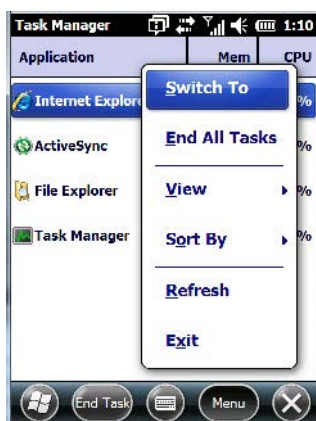 Task Manager 1:10
Application Mem CPU
Internet Explor %
ActiveSync %
File Explorer %
Task Manager %
Switch To
End All Tasks
View
Sort By
Refresh
Exit
End Task Menu